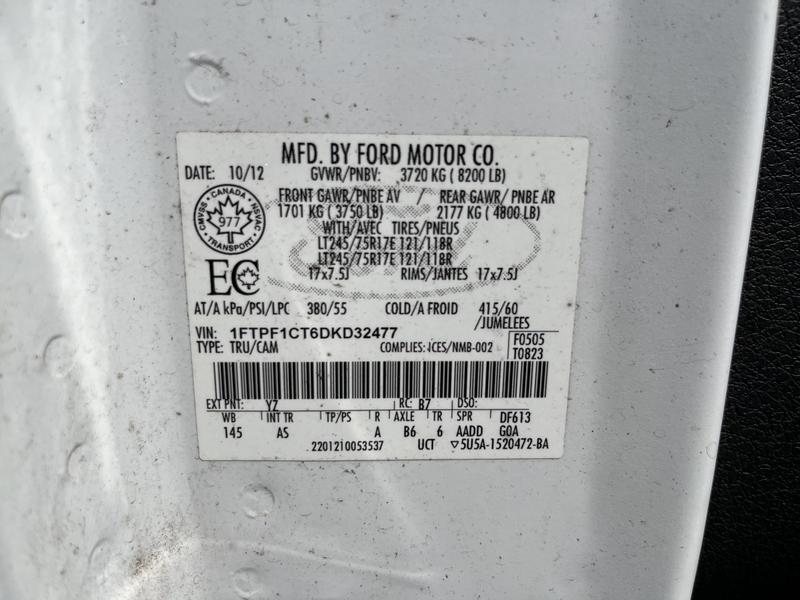 MFD. BY FORD MOTOR CO.
DATE: 10/12 GVWR/PNBV: 3720 KG ( 8200 LB)
FRONT GAWR/PNBE AV / REAR GAWR/ PNBE AR
1701 KG ( 3750 LB) 2177 KG ( 4800 LB)
WITH/AVEC TIRES/PNEUS
LT245/75R17E 121/118R
LT245/75R17E 121/118R
17x7.5J RIMS/JANTES 17x7.5J
CANADA
CMVSS NSVAC
977
TRANSPORT
EC
AT/A kPa/PSI/LPC 380/55 COLD/A FROID 415/60
/JUMELEES
VIN: 1FTPF1CT6DKD32477
TYPE: TRU/CAM COMPLIES: ICES/NMB-002
F0505
T0823
EXT PNT: YZ RC: B7 DSO:
WB INT TR TP/PS R AXLE TR SPR DF613
145 AS A B6 6 AADD G0A
2201210053537 UCT ▽5U5A-1520472-BA